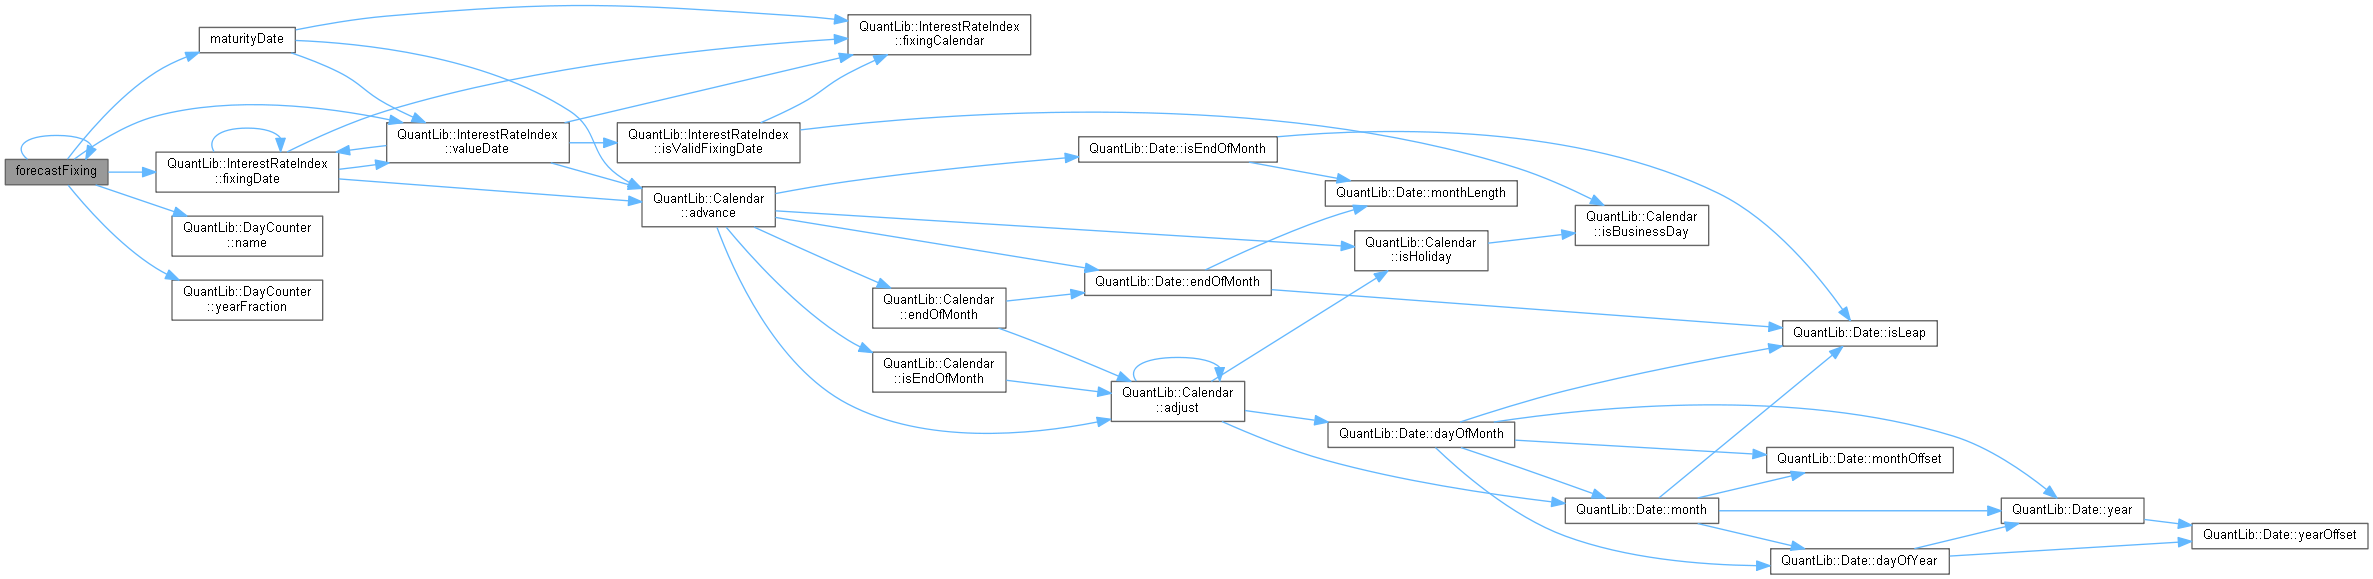 maturityDate
QuantLib::InterestRateIndex
::fixingCalendar
QuantLib::InterestRateIndex
::valueDate
QuantLib::InterestRateIndex
::isValidFixingDate
QuantLib::Date::isEndOfMonth
forecastFixing
QuantLib::InterestRateIndex
::fixingDate
QuantLib::Calendar
::advance
QuantLib::Date::monthLength
QuantLib::Calendar
::isBusinessDay
QuantLib::DayCounter
::name
QuantLib::Calendar
::isHoliday
QuantLib::DayCounter
::yearFraction
QuantLib::Calendar
::endOfMonth
QuantLib::Date::endOfMonth
QuantLib::Date::isLeap
QuantLib::Calendar
::isEndOfMonth
QuantLib::Calendar
::adjust
QuantLib::Date::dayOfMonth
QuantLib::Date::monthOffset
QuantLib::Date::month
QuantLib::Date::year
QuantLib::Date::yearOffset
QuantLib::Date::dayOfYear